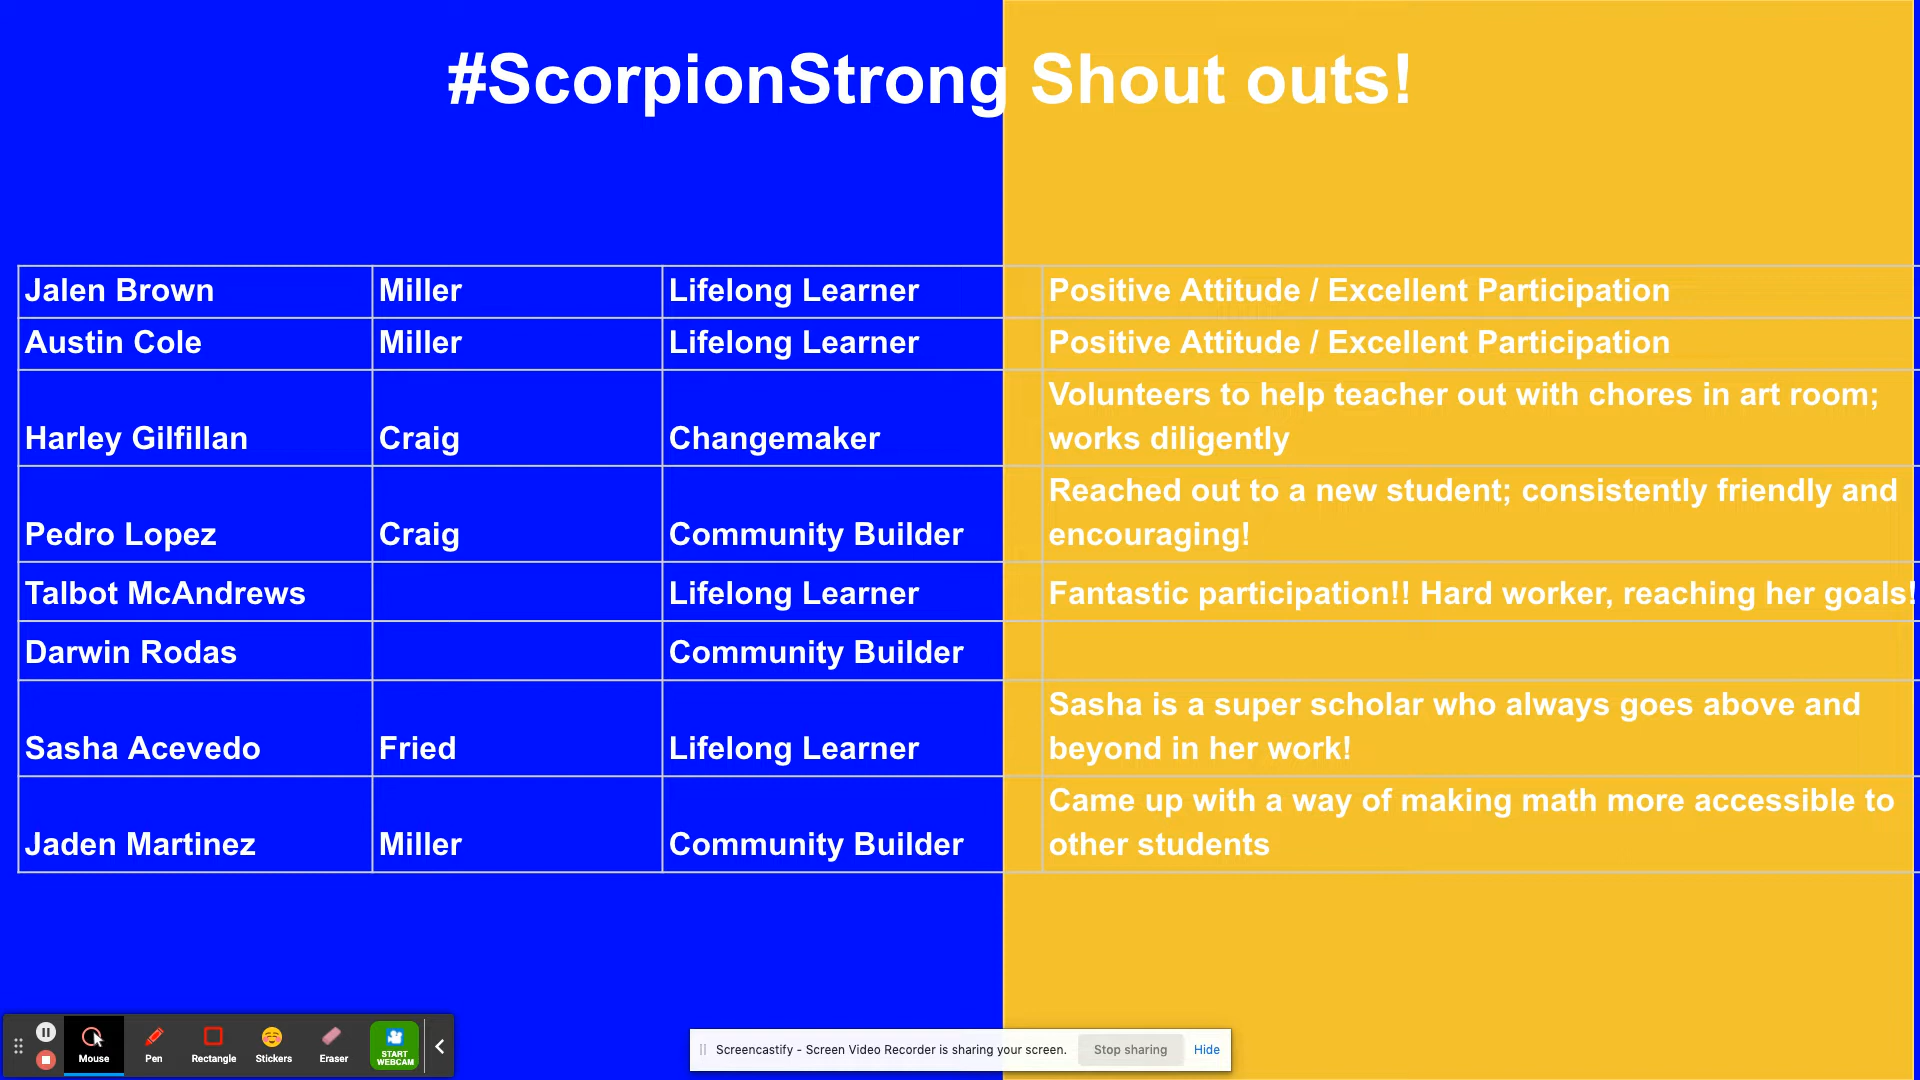 #ScorpionStrong Shout outs!
Jalen Brown Miller Lifelong Learner Positive Attitude / Excellent Participation
Austin Cole Miller Lifelong Learner Positive Attitude / Excellent Participation
Volunteers to help teacher out with chores in art room;
Harley Gilfillan Craig Changemaker works diligently
Reached out to a new student; consistently friendly and
Pedro Lopez Craig Community Builder encouraging!
Talbot McAndrews Lifelong Learner Fantastic participation!! Hard worker, reaching her goals!
Darwin Rodas Community Builder
Sasha is a super scholar who always goes above and
Sasha Acevedo Fried Lifelong Learner beyond in her work!
Came up with a way of making math more accessible to
Jaden Martinez Miller Community Builder other students
Mouse Pen Rectangle Stickers Eraser START
WEBCAM
Screencastify - Screen Video Recorder is sharing your screen. Stop sharing Hide